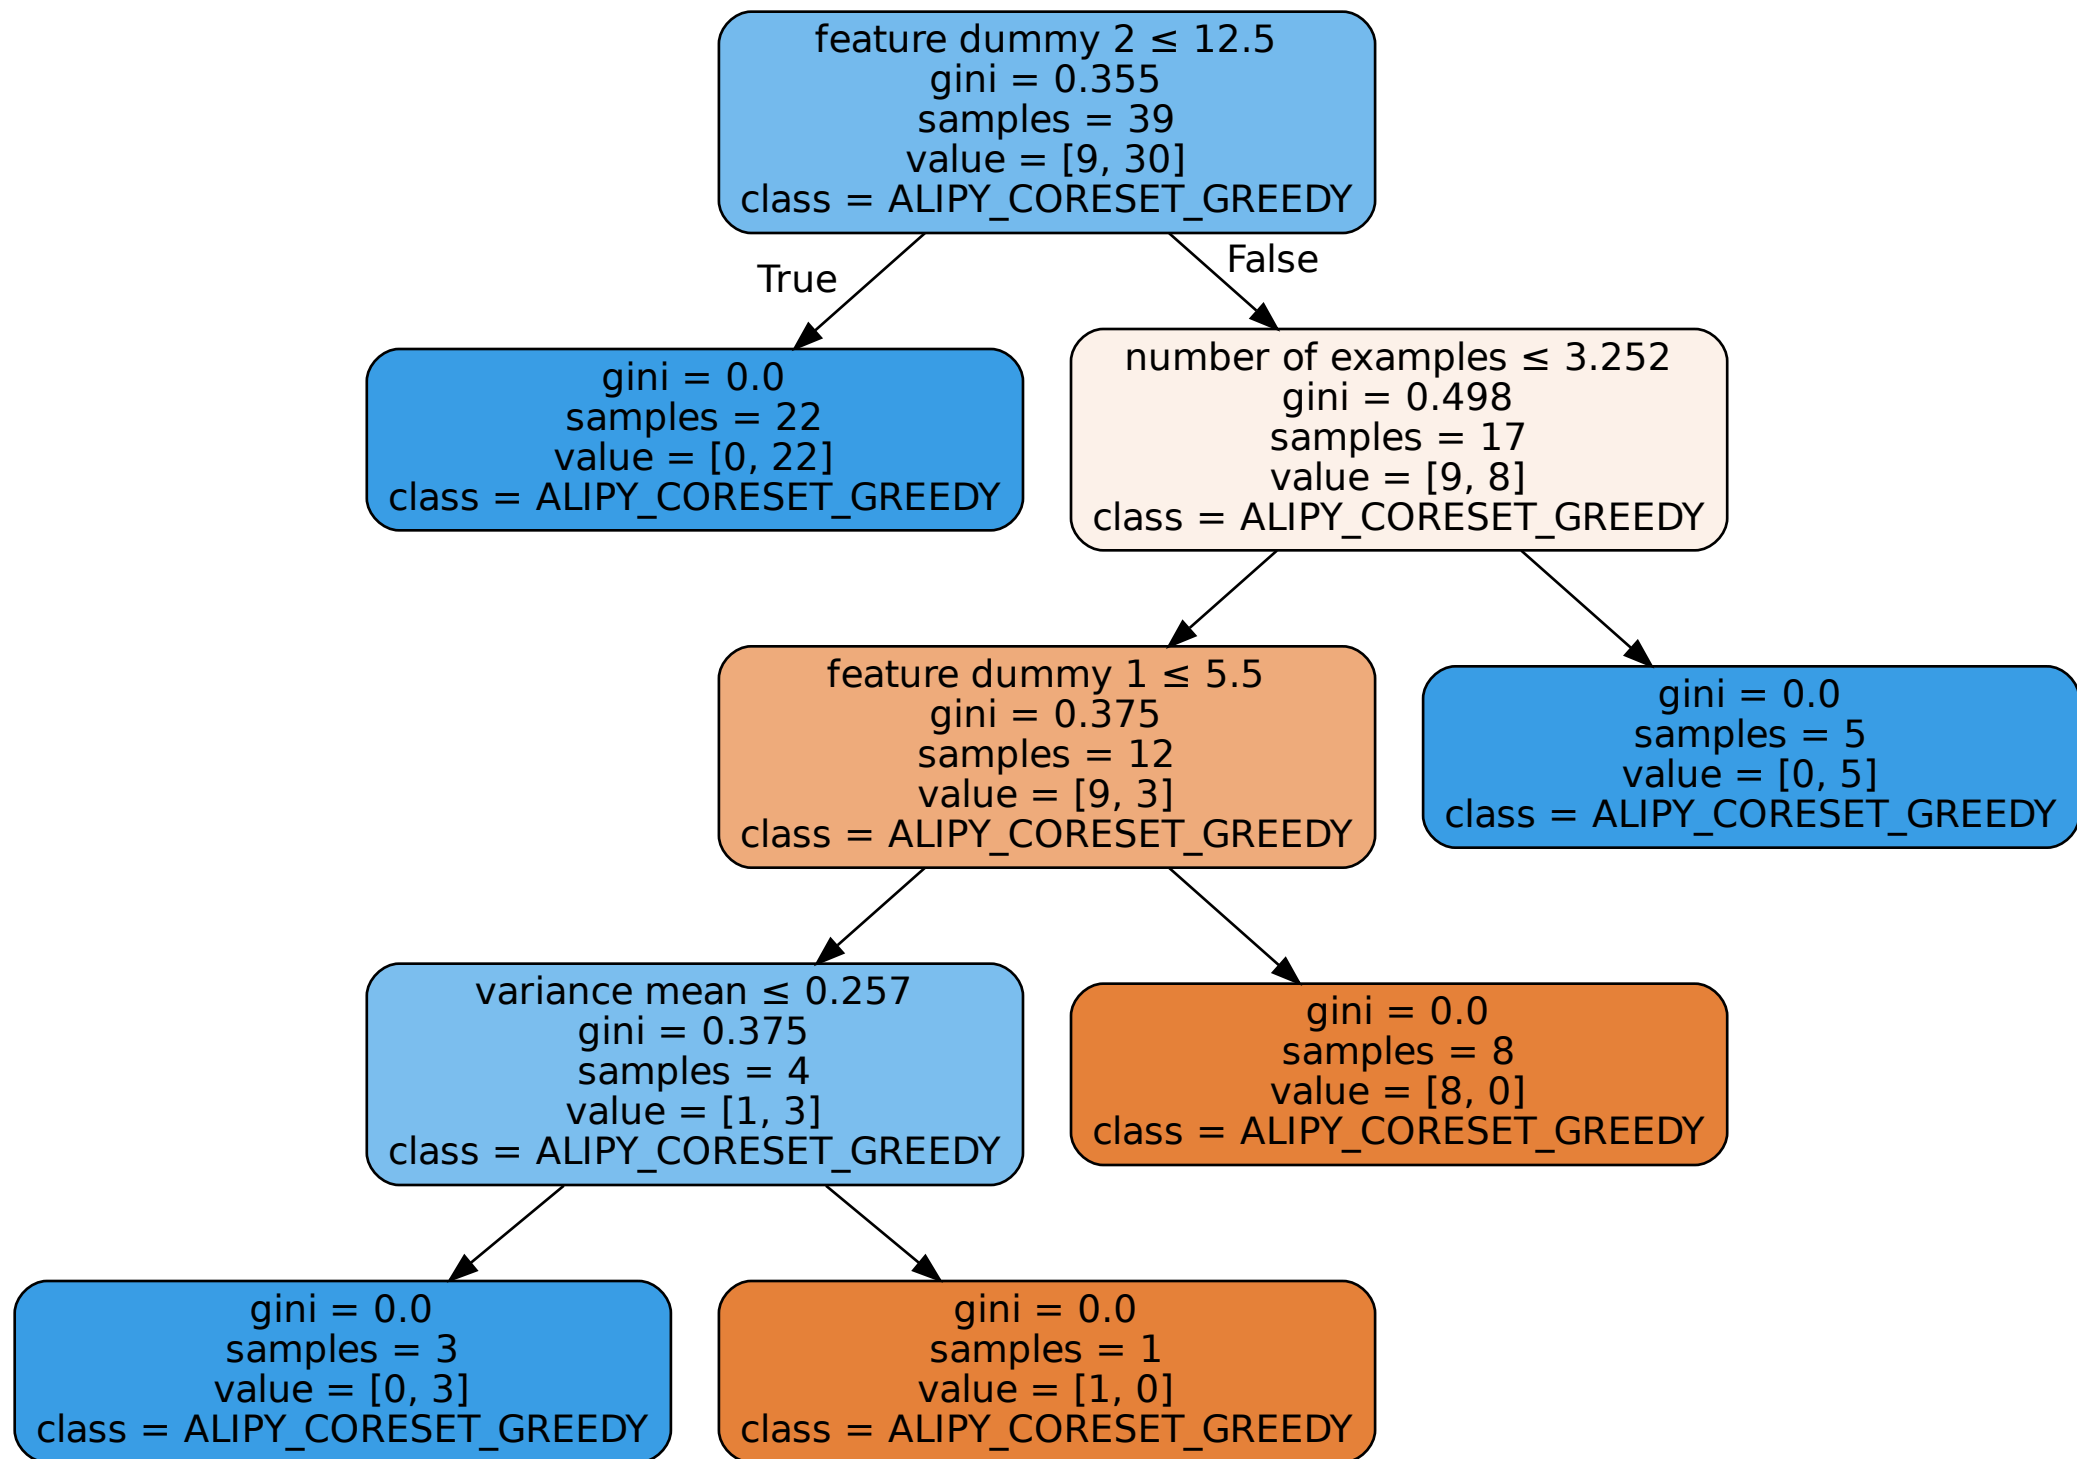 feature dummy 2 ≤ 12.5
gini = 0.355
samples = 39
value = [9, 30]
class = ALIPY_CORESET_GREEDY
True
False
gini = 0.0
samples = 22
value = [0, 22]
class = ALIPY_CORESET_GREEDY
number of examples ≤ 3.252
gini = 0.498
samples = 17
value = [9, 8]
class = ALIPY_CORESET_GREEDY
feature dummy 1 ≤ 5.5
gini = 0.375
samples = 12
value = [9, 3]
class = ALIPY_CORESET_GREEDY
gini = 0.0
samples = 5
value = [0, 5]
class = ALIPY_CORESET_GREEDY
variance mean ≤ 0.257
gini = 0.375
samples = 4
value = [1, 3]
class = ALIPY_CORESET_GREEDY
gini = 0.0
samples = 8
value = [8, 0]
class = ALIPY_CORESET_GREEDY
gini = 0.0
samples = 3
value = [0, 3]
class = ALIPY_CORESET_GREEDY
gini = 0.0
samples = 1
value = [1, 0]
class = ALIPY_CORESET_GREEDY